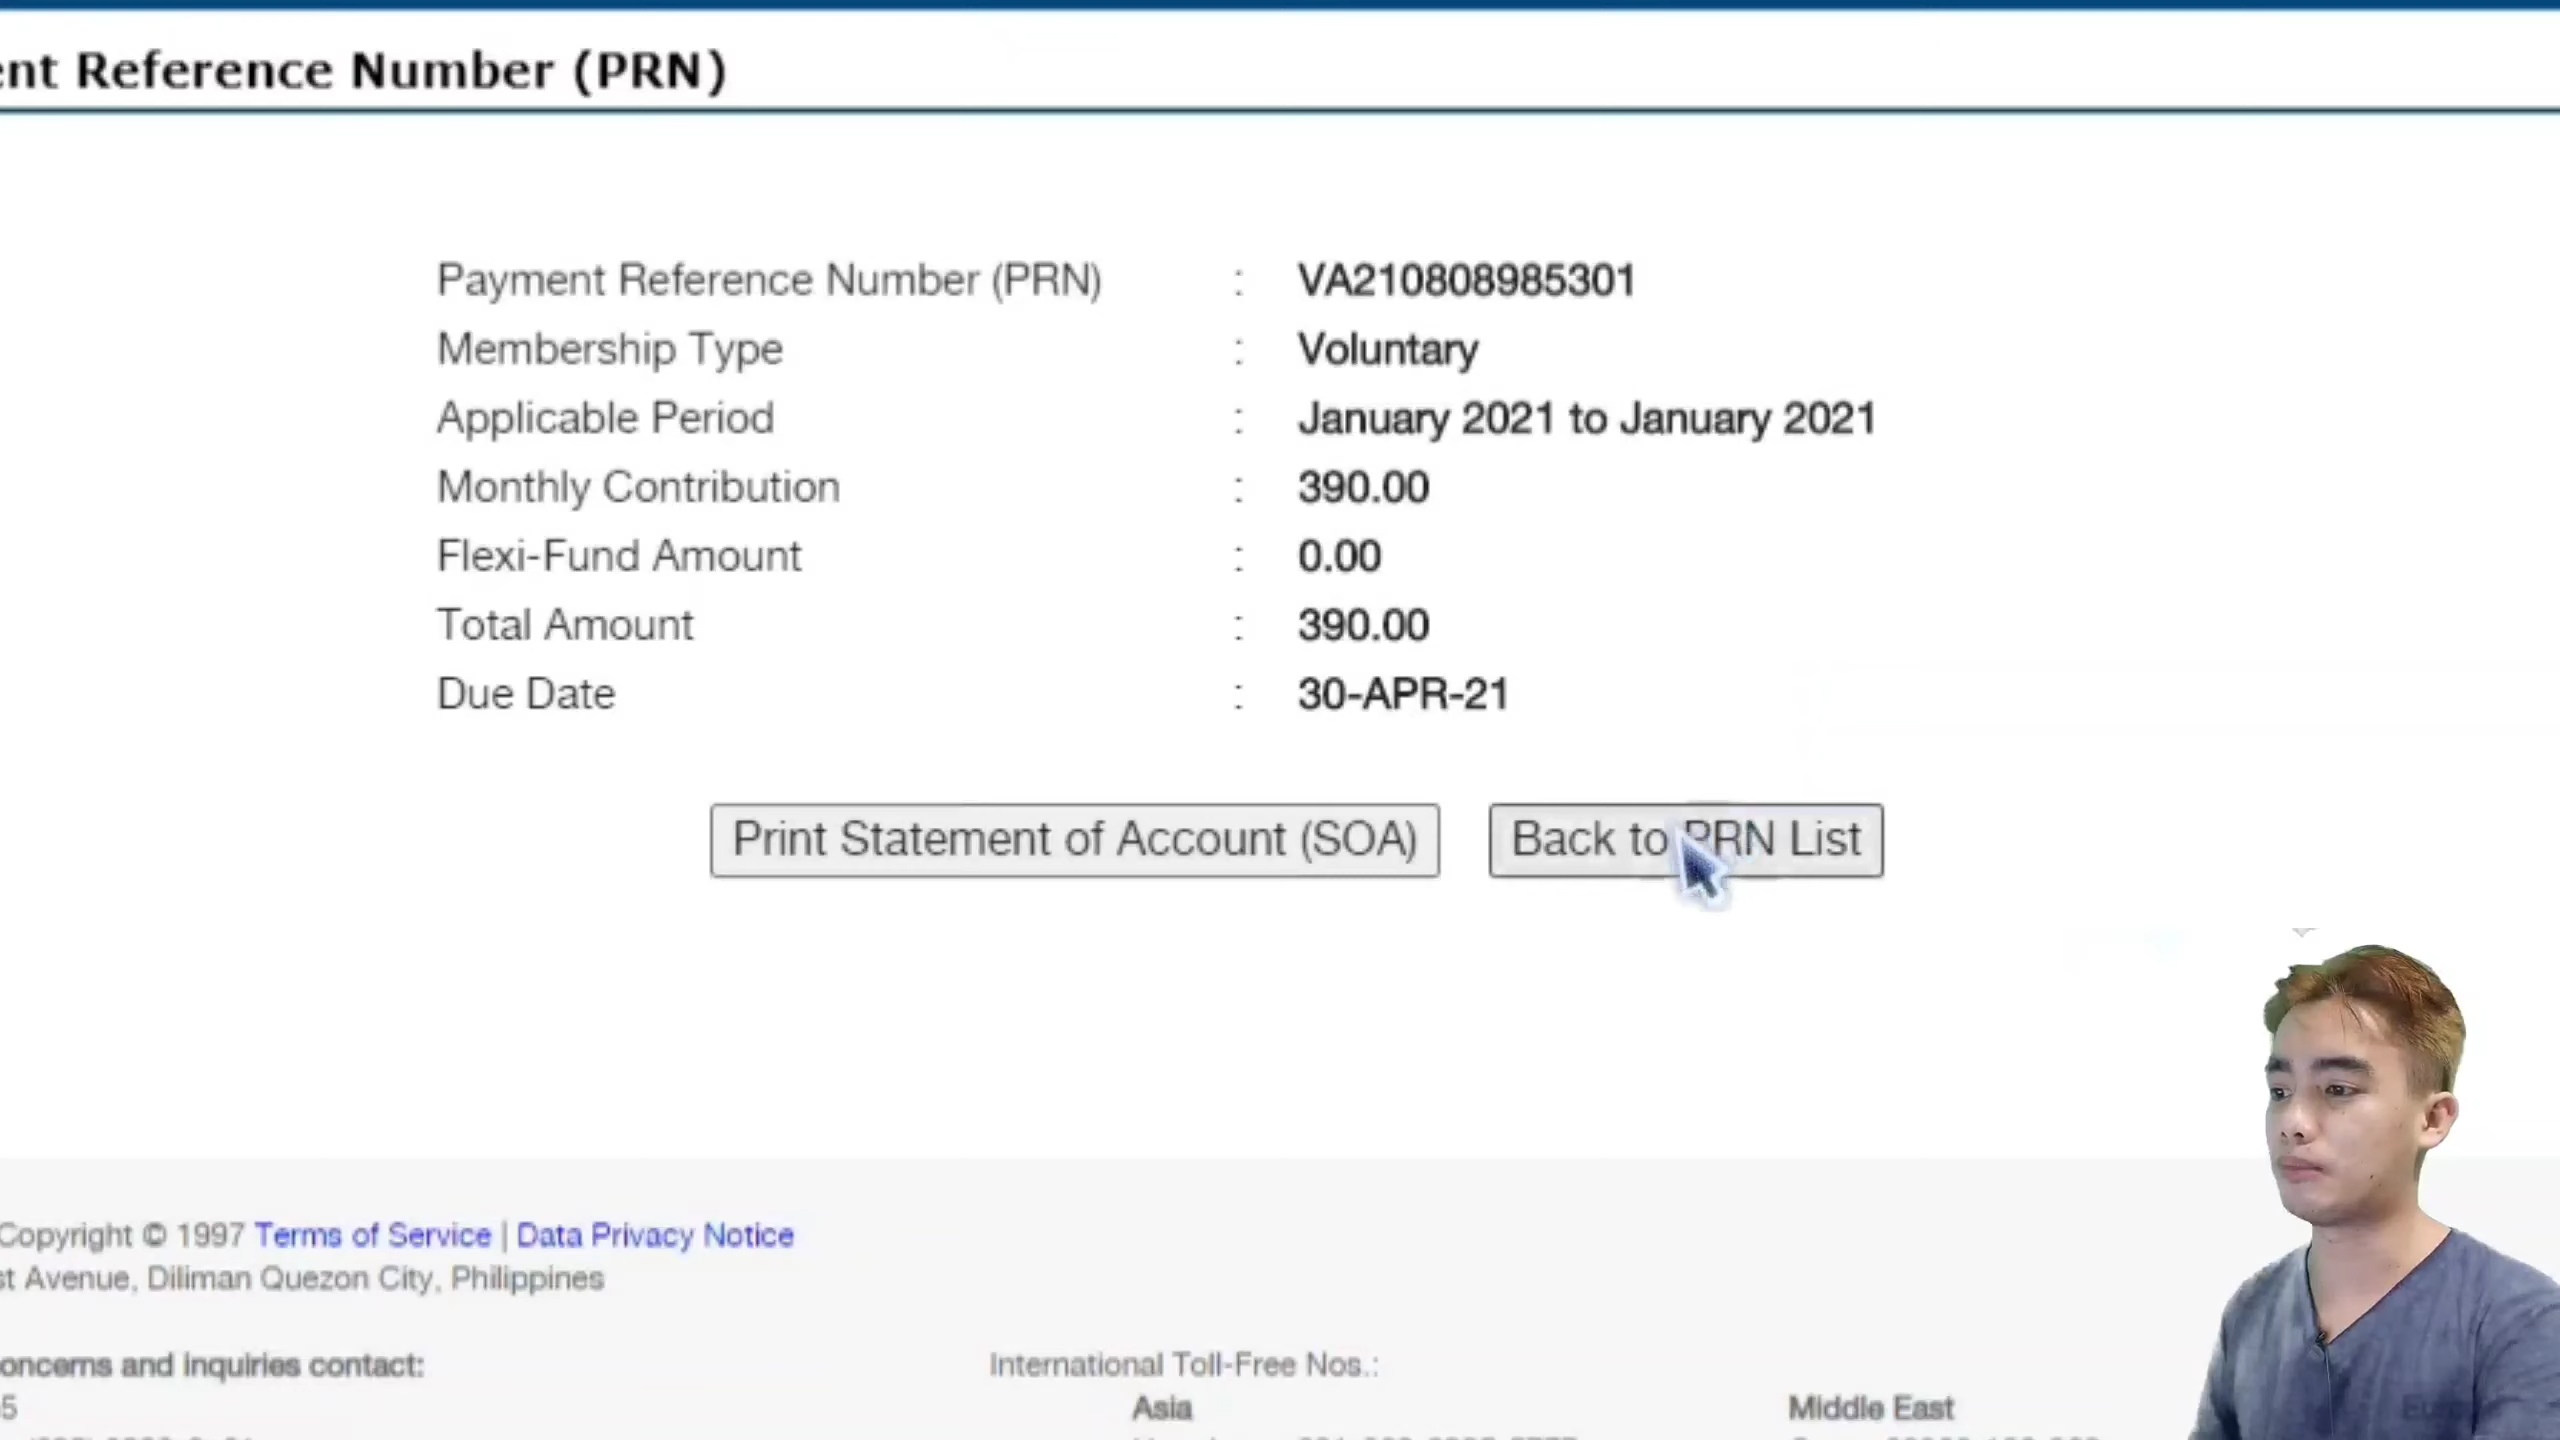 nt Reference Number (PRN)
Payment Reference Number (PRN) : VA210808985301
Membership Type : Voluntary
Applicable Period : January 2021 to January 2021
Monthly Contribution : 390.00
Flexi-Fund Amount : 0.00
Total Amount : 390.00
Due Date : 30-APR-21
Print Statement of Account (SOA) Back to PRN List
Copyright © 1997 Terms of Service | Data Privacy Notice
st Avenue, Diliman Quezon City, Philippines
oncerns and inquiries contact:
International Toll-Free Nos.:
5
Asia
Middle East